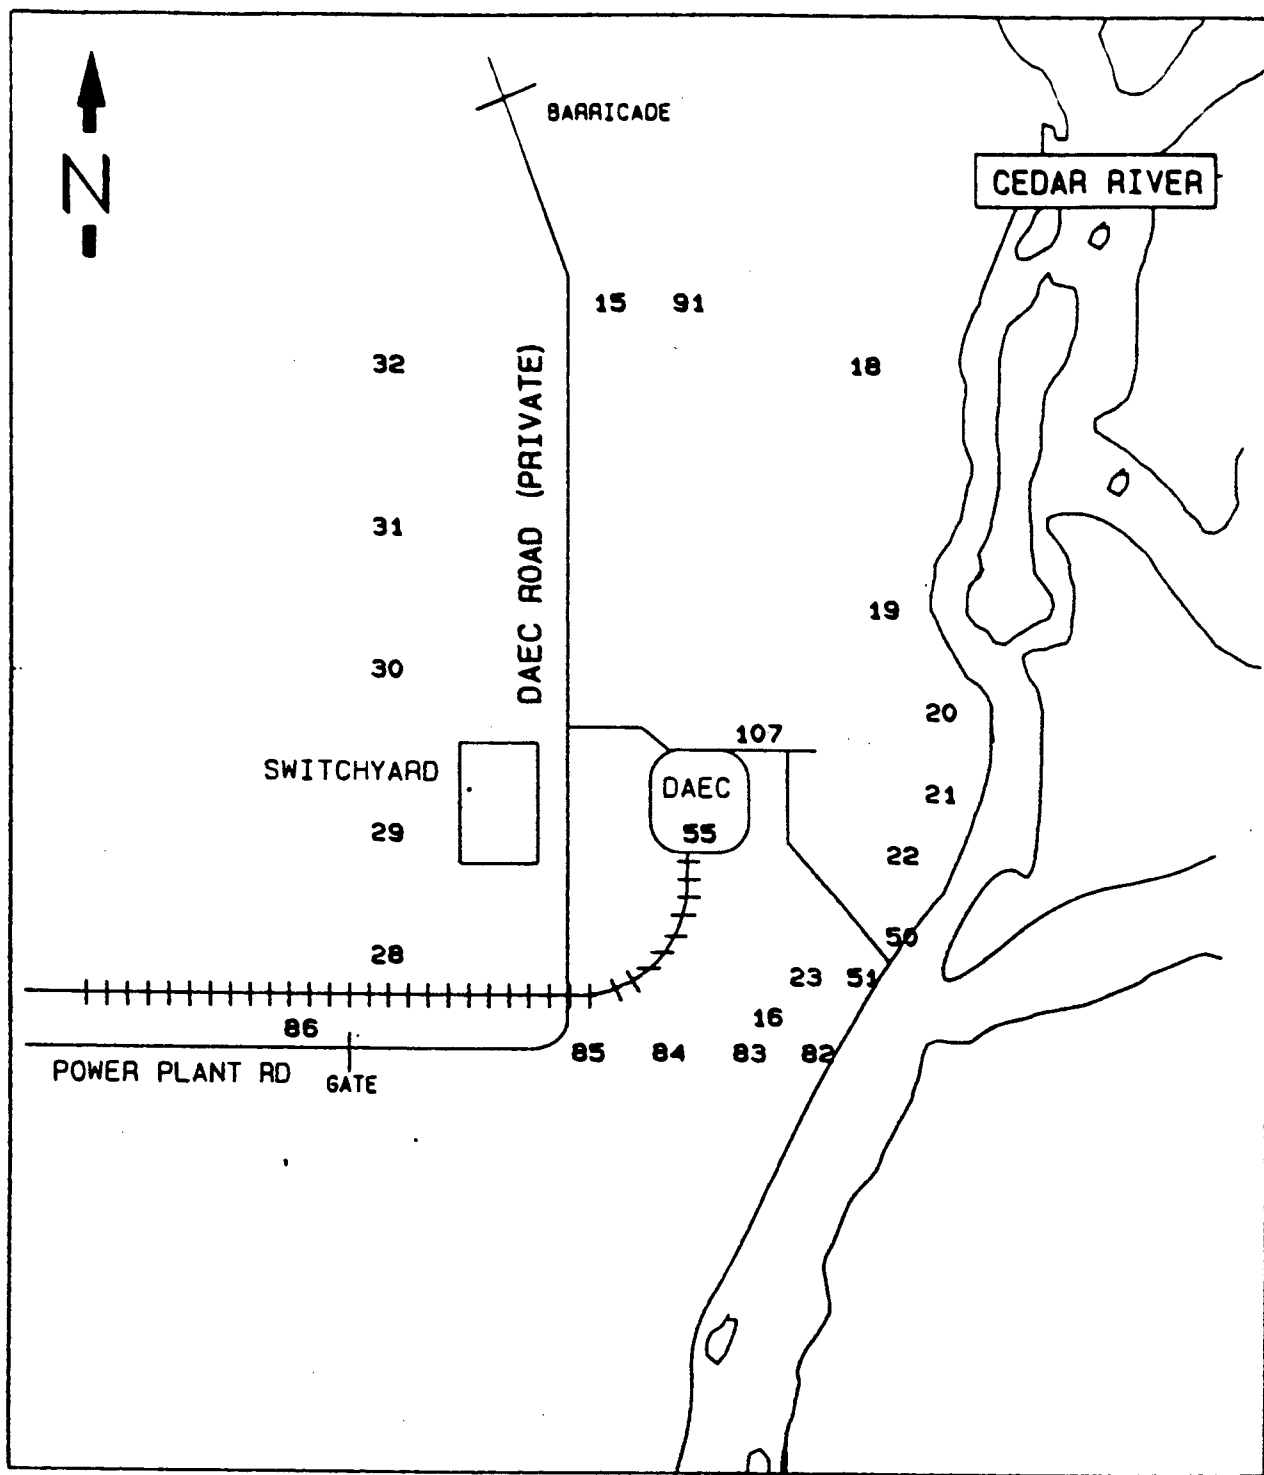 BARRICADE
N
CEDAR RIVER
15 91
32
18
DAEC ROAD (PRIVATE)
31
19
30
20
107
SWITCHYARD
DAEC
21
29
55
22
50
28
23 51
16
86
85 84 83 82
POWER PLANT RD
GATE